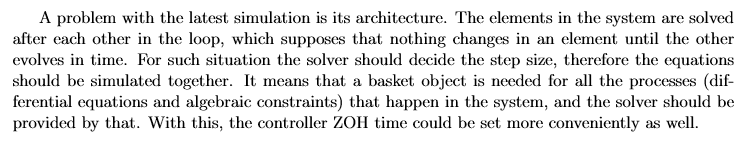 A problem with the latest simulation is its architecture. The elements in the system are solved
after each other in the loop, which supposes that nothing changes in an element until the other
evolves in time. For such situation the solver should decide the step size, therefore the equations
should be simulated together. It means that a basket object is needed for all the processes (dif-
ferential equations and algebraic constraints) that happen in the system, and the solver should be
provided by that. With this, the controller ZOH time could be set more conveniently as well.